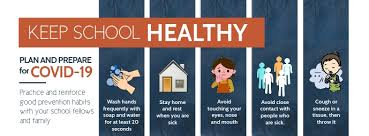 KEEP SCHOOL HEALTHY
PLAN AND PREPARE
for COVID-19
Practice and reinforce
good prevention habits
with your school fellows
and family
Wash hands
frequently with
soap and water
for at least 20
seconds
Stay home and
rest when
you are sick
Avoid
touching your
eyes, nose and
mouth
Avoid close
contact with
people who
are sick.
Cough or
sneeze in a
tissue, then
throw it